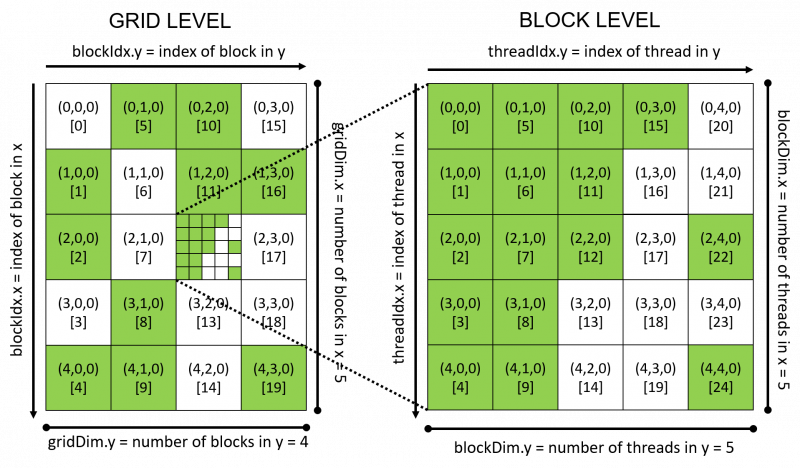 GRID LEVEL
blockIdx.y = index of block in y
blockIdx.x = index of block in x
(0,0,0) (0,1,0) (0,2,0) (0,3,0)
[0] [5] [10] [15]
(1,0,0) (1,1,0) (1,2,0) (1,3,0)
[1] [6] [11] [16]
(2,0,0) (2,1,0) (2,3,0)
[2] [7] [17]
(3,0,0) (3,1,0) (3,2,0) (3,3,0)
[3] [8] [13] [18]
(4,0,0) (4,1,0) (4,2,0) (4,3,0)
[4] [9] [14] [19]
gridDim.x = number of blocks in x = 5
gridDim.y = number of blocks in y = 4
BLOCK LEVEL
threadIdx.y = index of thread in y
threadIdx.x = index of thread in x
(0,0,0) (0,1,0) (0,2,0) (0,3,0) (0,4,0)
[0] [5] [10] [15] [20]
(1,0,0) (1,1,0) (1,2,0) (1,3,0) (1,4,0)
[1] [6] [11] [16] [21]
(2,0,0) (2,1,0) (2,2,0) (2,3,0) (2,4,0)
[2] [7] [12] [17] [22]
(3,0,0) (3,1,0) (3,2,0) (3,3,0) (3,4,0)
[3] [8] [13] [18] [23]
(4,0,0) (4,1,0) (4,2,0) (4,3,0) (4,4,0)
[4] [9] [14] [19] [24]
blockDim.x = number of threads in x = 5
blockDim.y = number of threads in y = 5